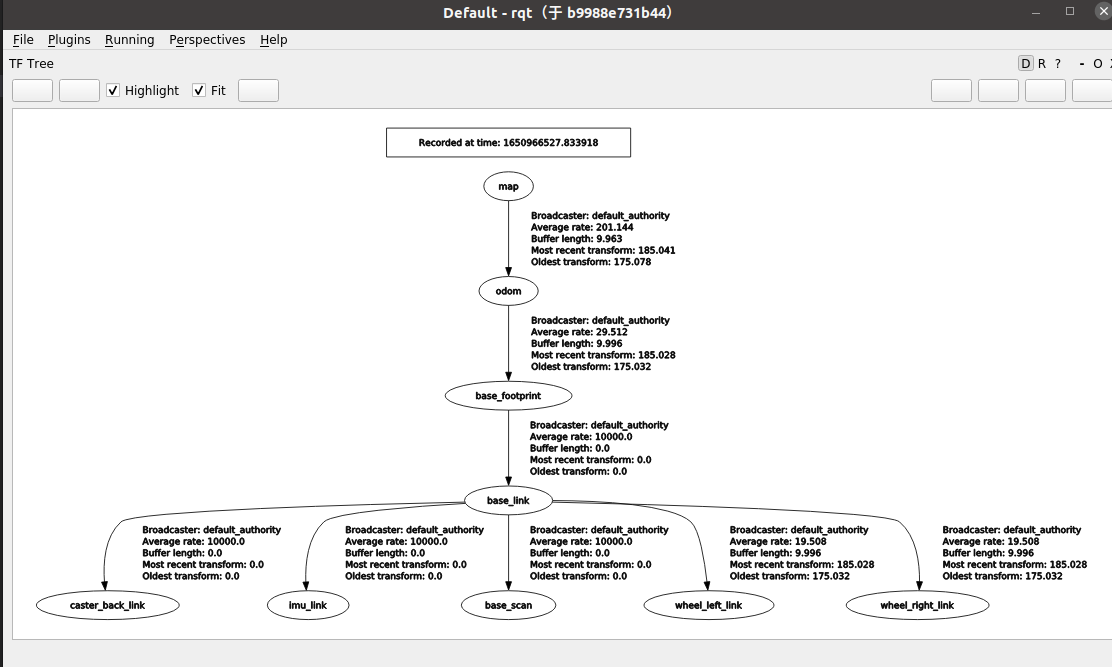 Default - rqt（于 b9988e731b44）
File Plugins Running Perspectives Help
TF Tree
D R ? - O
Highlight Fit
Recorded at time: 1650966527.833918
map
Broadcaster: default_authority
Average rate: 201.144
Buffer length: 9.963
Most recent transform: 185.041
Oldest transform: 175.078
odom
Broadcaster: default_authority
Average rate: 29.512
Buffer length: 9.996
Most recent transform: 185.028
Oldest transform: 175.032
base_footprint
Broadcaster: default_authority
Average rate: 10000.0
Buffer length: 0.0
Most recent transform: 0.0
Oldest transform: 0.0
base_link
Broadcaster: default_authority
Average rate: 10000.0
Buffer length: 0.0
Most recent transform: 0.0
Oldest transform: 0.0
Broadcaster: default_authority
Average rate: 10000.0
Buffer length: 0.0
Most recent transform: 0.0
Oldest transform: 0.0
Broadcaster: default_authority
Average rate: 10000.0
Buffer length: 0.0
Most recent transform: 0.0
Oldest transform: 0.0
Broadcaster: default_authority
Average rate: 19.508
Buffer length: 9.996
Most recent transform: 185.028
Oldest transform: 175.032
Broadcaster: default_authority
Average rate: 19.508
Buffer length: 9.996
Most recent transform: 185.028
Oldest transform: 175.032
caster_back_link
imu_link
base_scan
wheel_left_link
wheel_right_link